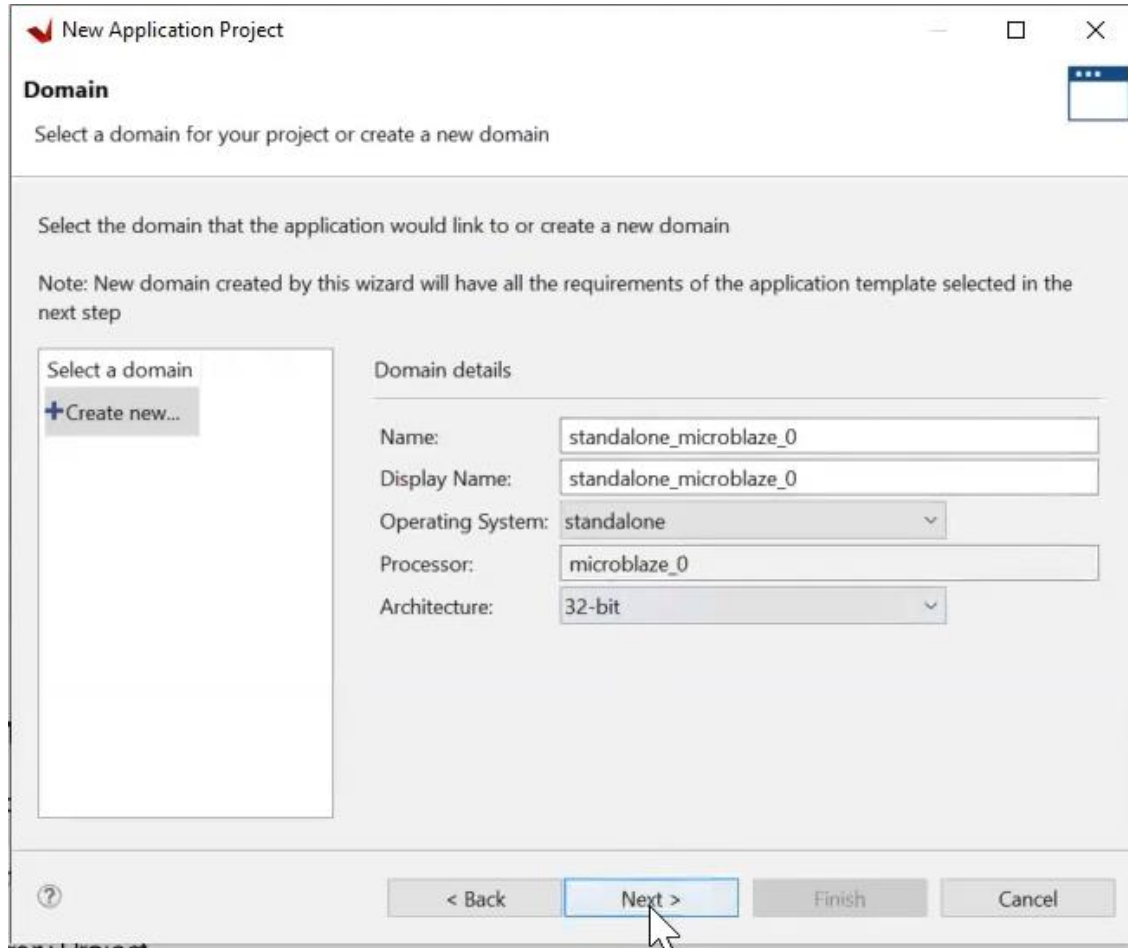 New Application Project
Domain
Select a domain for your project or create a new domain
Select the domain that the application would link to or create a new domain
Note: New domain created by this wizard will have all the requirements of the application template selected in the
next step
Select a domain
Create new...
Domain details
Name: standalone_microblaze_0
Display Name: standalone_microblaze_0
Operating System: standalone
Processor: microblaze_0
Architecture: 32-bit
< Back Next > Finish Cancel
Project